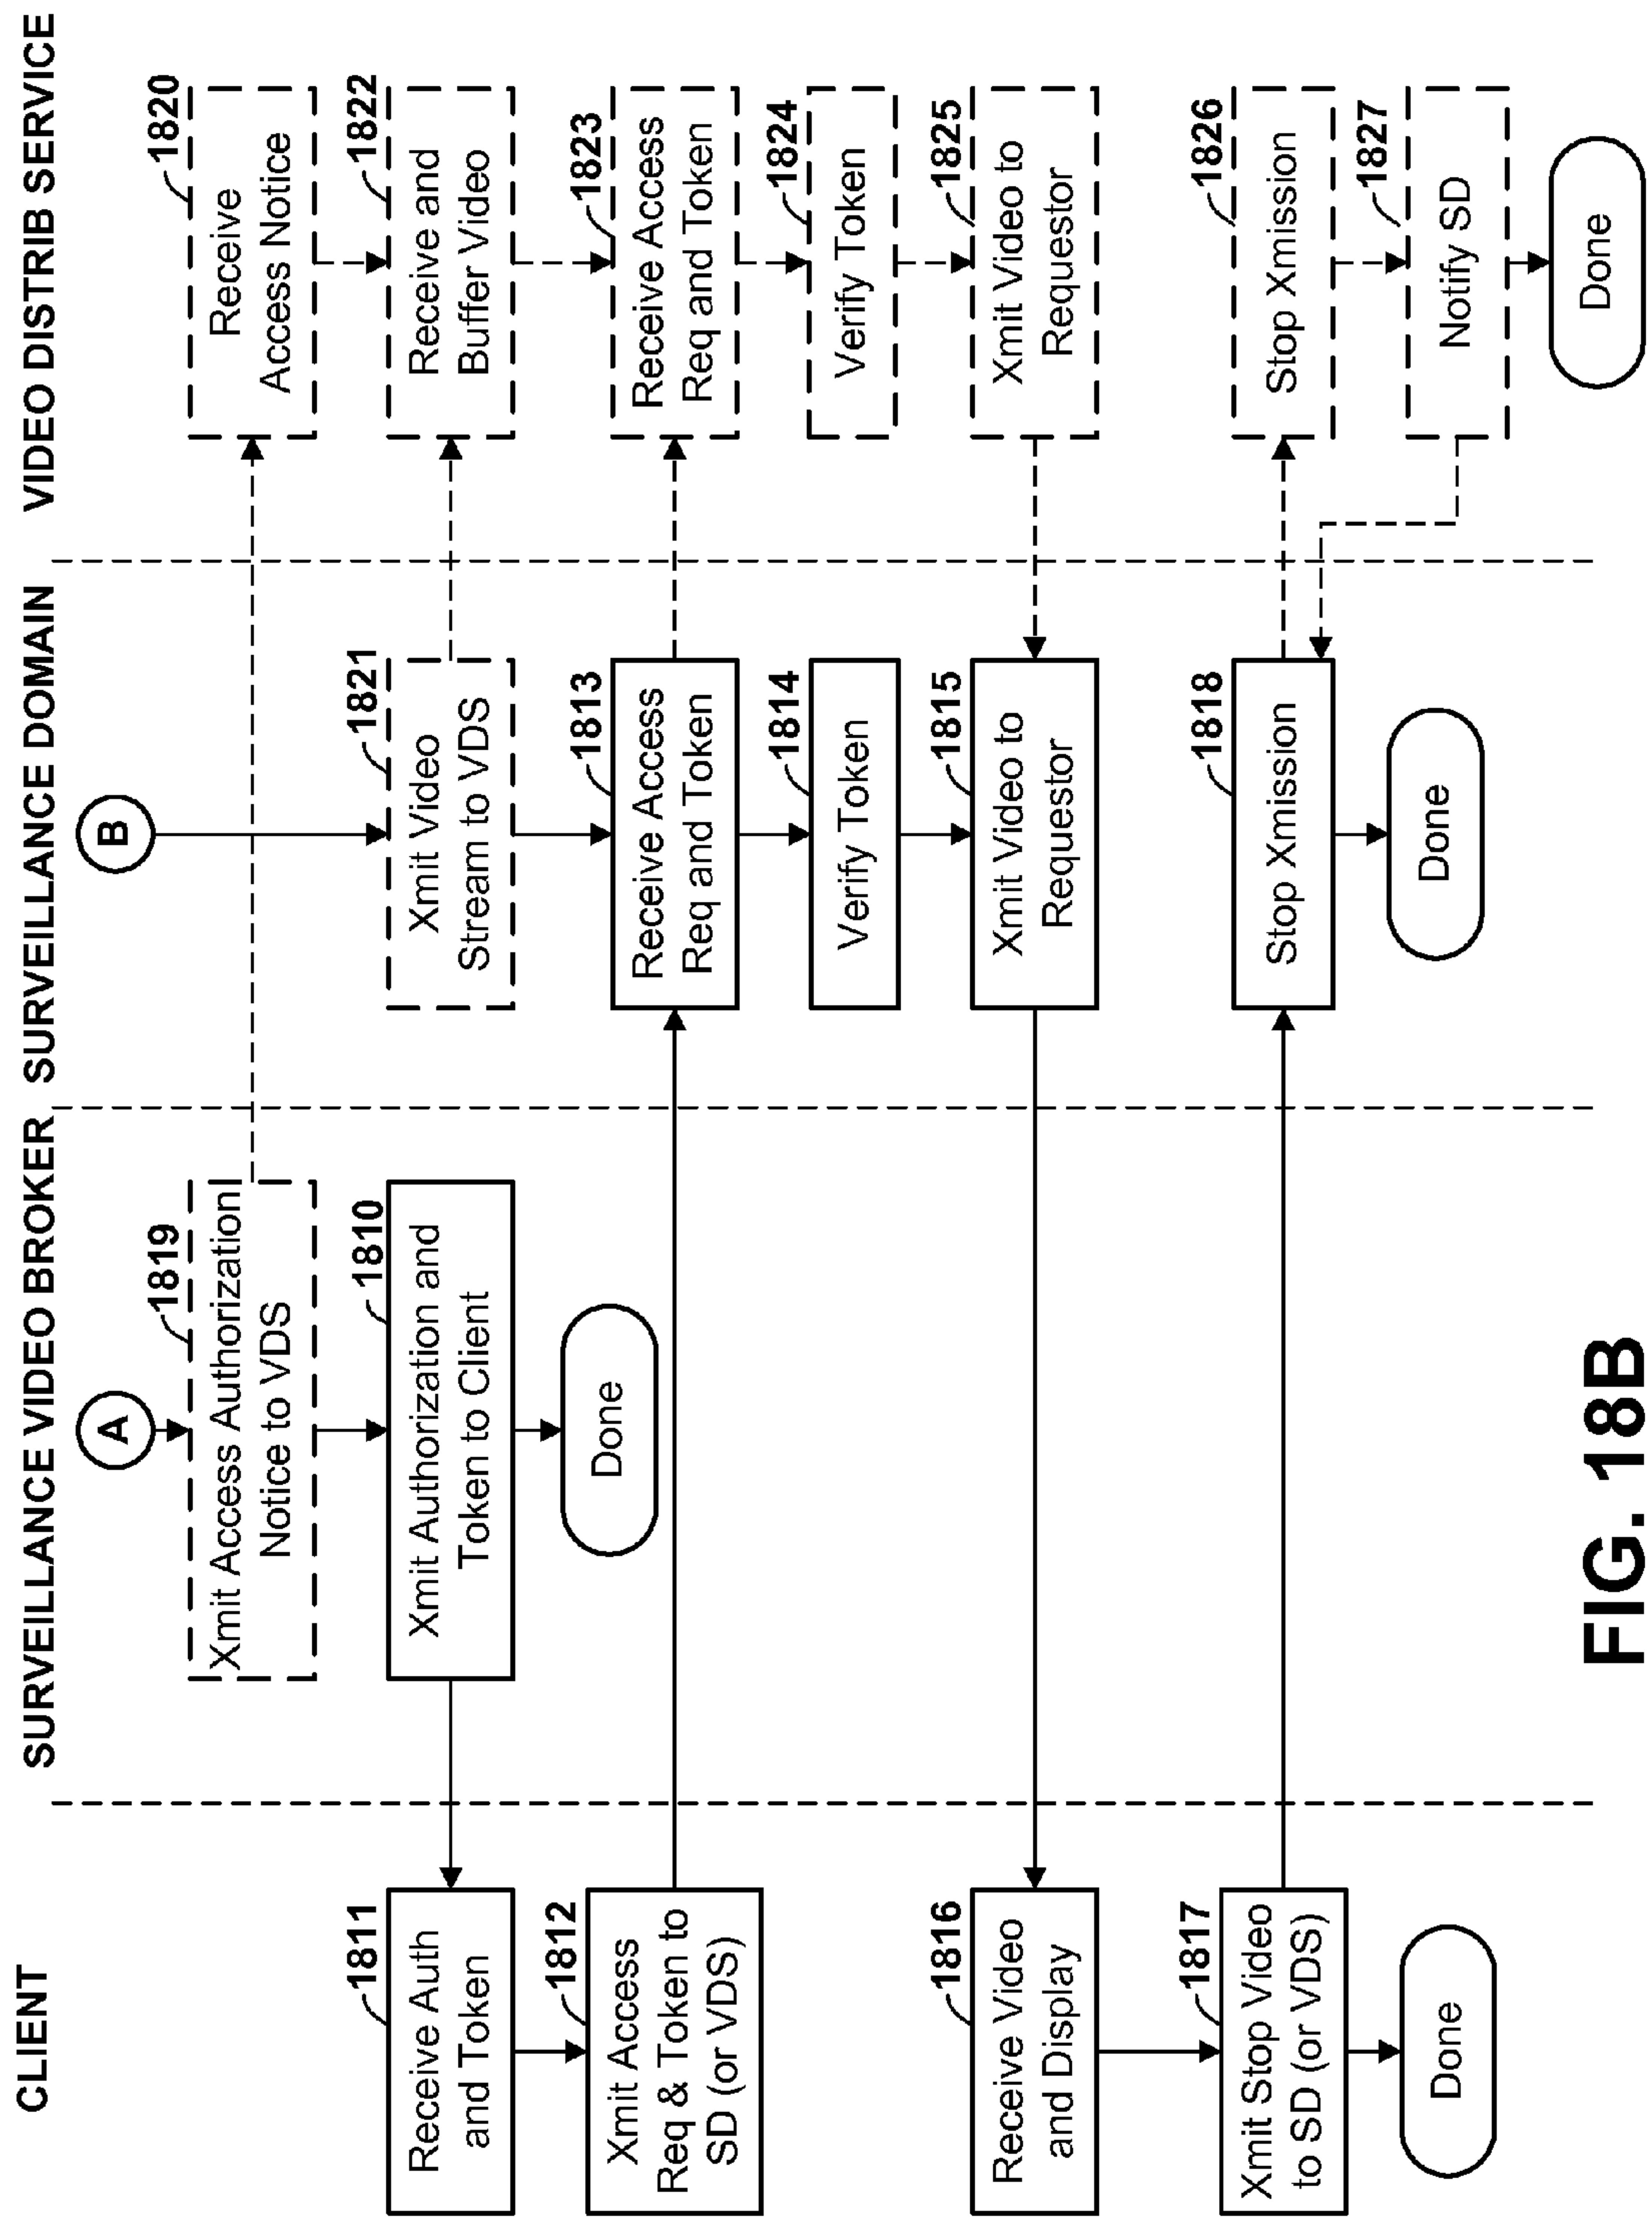 CLIENT
SURVEILLANCE VIDEO BROKER
SURVEILLANCE DOMAIN
VIDEO DISTRIB SERVICE
A
B
1819
Xmit Access Authorization
Notice to VDS
1820
Receive
Access Notice
1811
Receive Auth
and Token
1810
Xmit Authorization and
Token to Client
1821
Xmit Video
Stream to VDS
1822
Receive and
Buffer Video
1812
Xmit Access
Req & Token to
SD (or VDS)
Done
1813
Receive Access
Req and Token
1823
Receive Access
Req and Token
1814
Verify Token
1824
Verify Token
1816
Receive Video
and Display
1815
Xmit Video to
Requestor
1825
Xmit Video to
Requestor
1817
Xmit Stop Video
to SD (or VDS)
1818
Stop Xmission
1826
Stop Xmission
1827
Notify SD
Done
Done
Done
FIG. 18B